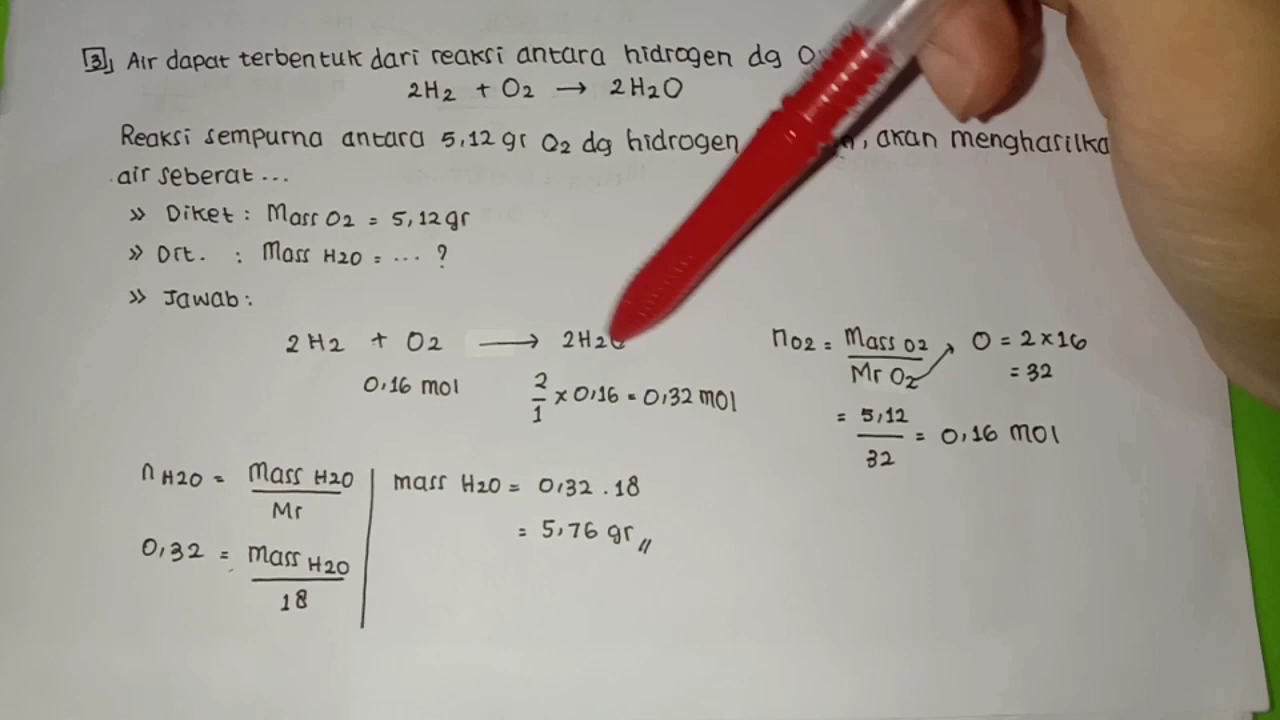 3, Air dapat terbentuk dari reaksi antara hidrogen dg
2H2 + O2 → 2H2O
Reaksi sempurna antara 5,12 gr O2 dg hidrogen , akan mengharilka
air seberat ...
» Diket : Mass O2 = 5,12 gr
» Dit. : Mass H2O = ... ?
» Jawab :
2H2 + O2 → 2H2O
0,16 mol 2/1 x 0,16 = 0,32 mol
nO2 = Mass O2 / Mr O2 → O = 2 x 16
= 32
= 5,12 / 32 = 0,16 mol
nH2O = Mass H2O / Mr
0,32 = Mass H2O / 18
mass H2O = 0,32 . 18
= 5,76 gr //